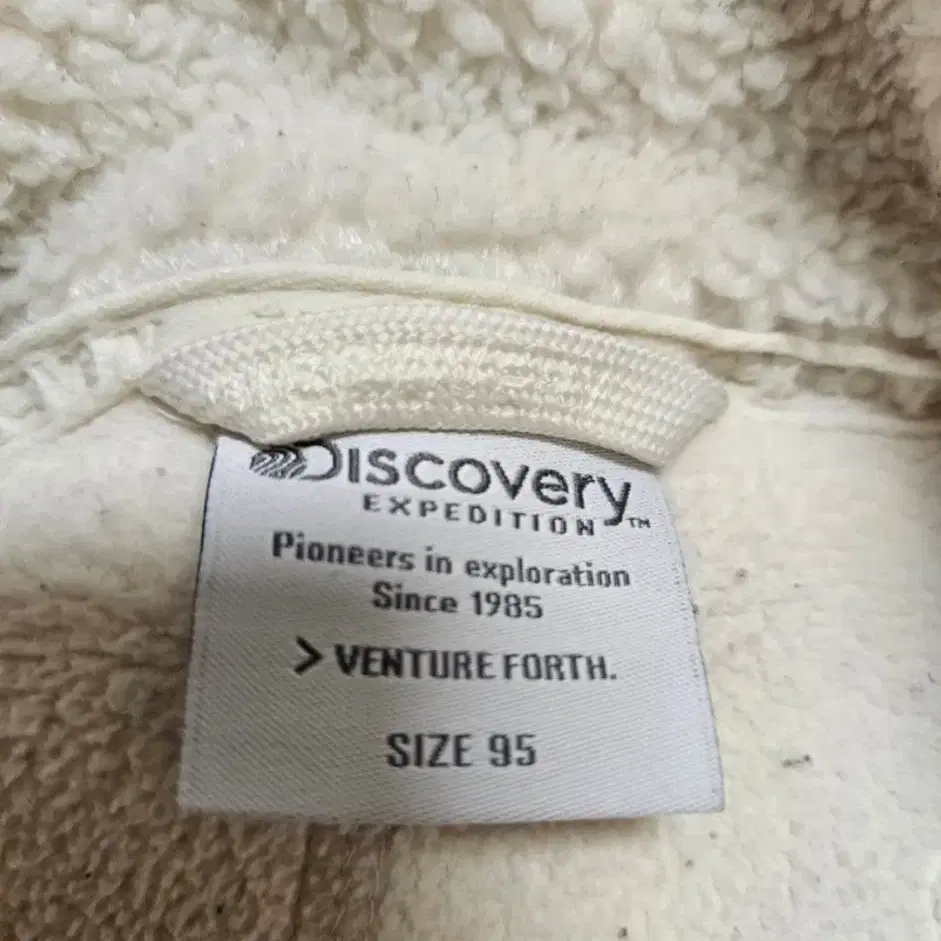 DISCOVERY
EXPEDITION™
Pioneers in exploration
Since 1985
> VENTURE FORTH.
SIZE 95